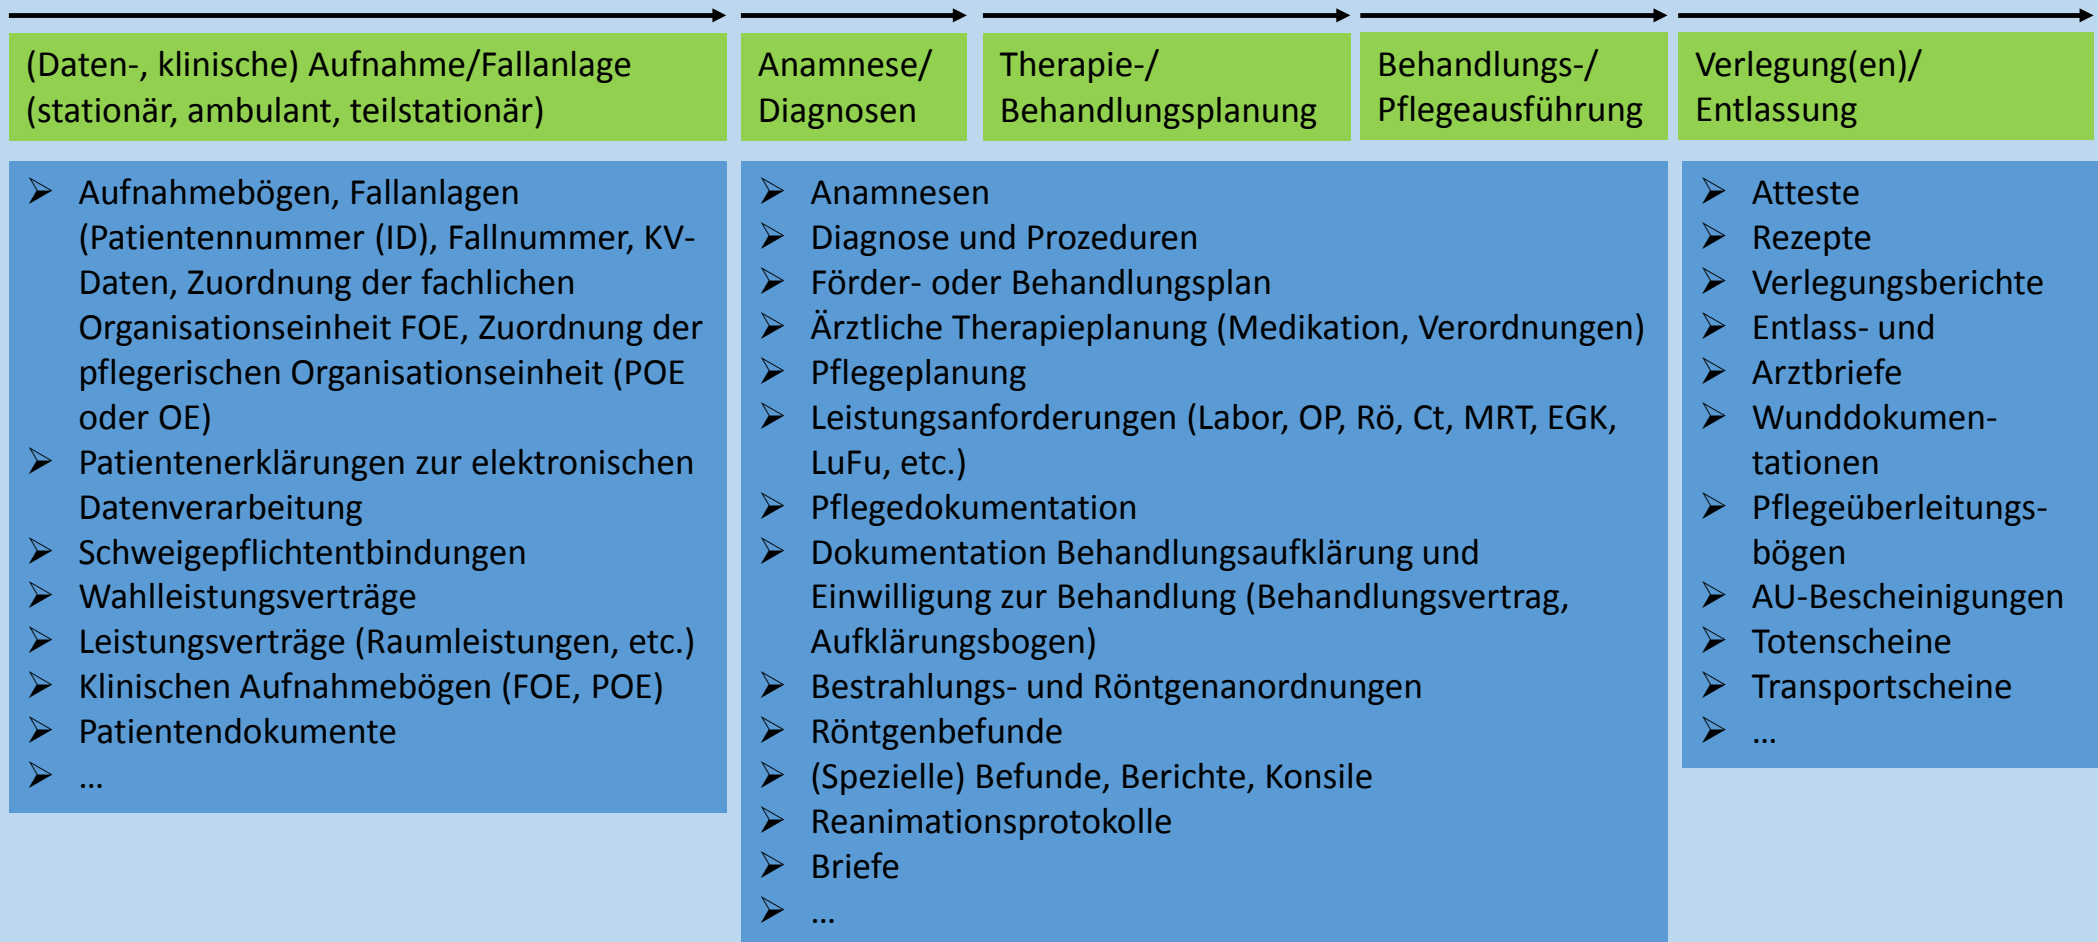 (Daten-, klinische) Aufnahme/Fallanlage
(stationär, ambulant, teilstationär)
Anamnese/
Diagnosen
Therapie-/
Behandlungsplanung
Behandlungs-/
Pflegeausführung
Verlegung(en)/
Entlassung
➢ Aufnahmebögen, Fallanlagen
(Patientennummer (ID), Fallnummer, KV-
Daten, Zuordnung der fachlichen
Organisationseinheit FOE, Zuordnung der
pflegerischen Organisationseinheit (POE
oder OE)
➢ Patientenerklärungen zur elektronischen
Datenverarbeitung
➢ Schweigepflichtentbindungen
➢ Wahlleistungsverträge
➢ Leistungsverträge (Raumleistungen, etc.)
➢ Klinischen Aufnahmebögen (FOE, POE)
➢ Patientendokumente
➢ …
➢ Anamnesen
➢ Diagnose und Prozeduren
➢ Förder- oder Behandlungsplan
➢ Ärztliche Therapieplanung (Medikation, Verordnungen)
➢ Pflegeplanung
➢ Leistungsanforderungen (Labor, OP, Rö, Ct, MRT, EGK,
LuFu, etc.)
➢ Pflegedokumentation
➢ Dokumentation Behandlungsaufklärung und
Einwilligung zur Behandlung (Behandlungsvertrag,
Aufklärungsbogen)
➢ Bestrahlungs- und Röntgenanordnungen
➢ Röntgenbefunde
➢ (Spezielle) Befunde, Berichte, Konsile
➢ Reanimationsprotokolle
➢ Briefe
➢ …
➢ Atteste
➢ Rezepte
➢ Verlegungsberichte
➢ Entlass- und
➢ Arztbriefe
➢ Wunddokumen-
tationen
➢ Pflegeüberleitungs-
bögen
➢ AU-Bescheinigungen
➢ Totenscheine
➢ Transportscheine
➢ …